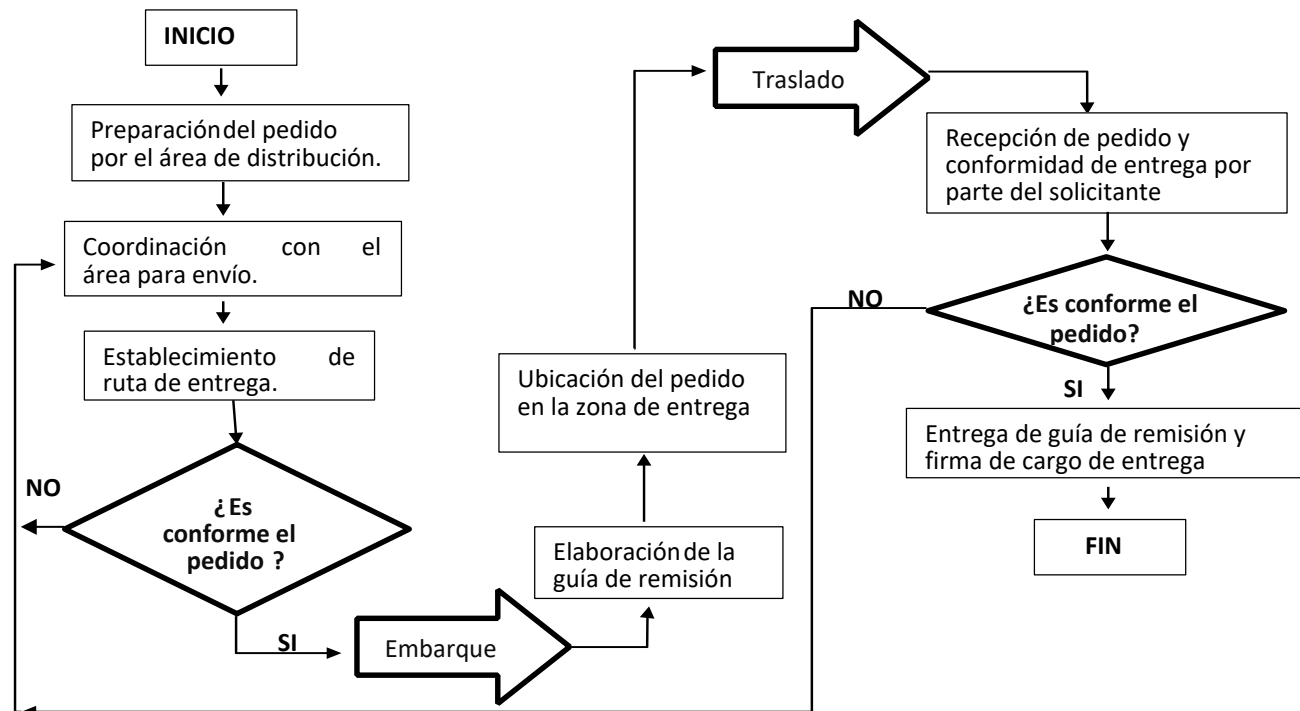 INICIO
Preparación del pedido
por el área de distribución.
Coordinación con el
área para envío.
Establecimiento de
ruta de entrega.
¿Es
conforme el
pedido ?
NO
SI
Embarque
Elaboración de la
guía de remisión
Ubicación del pedido
en la zona de entrega
Traslado
Recepción de pedido y
conformidad de entrega por
parte del solicitante
¿Es conforme el
pedido?
NO
SI
Entrega de guía de remisión y
firma de cargo de entrega
FIN